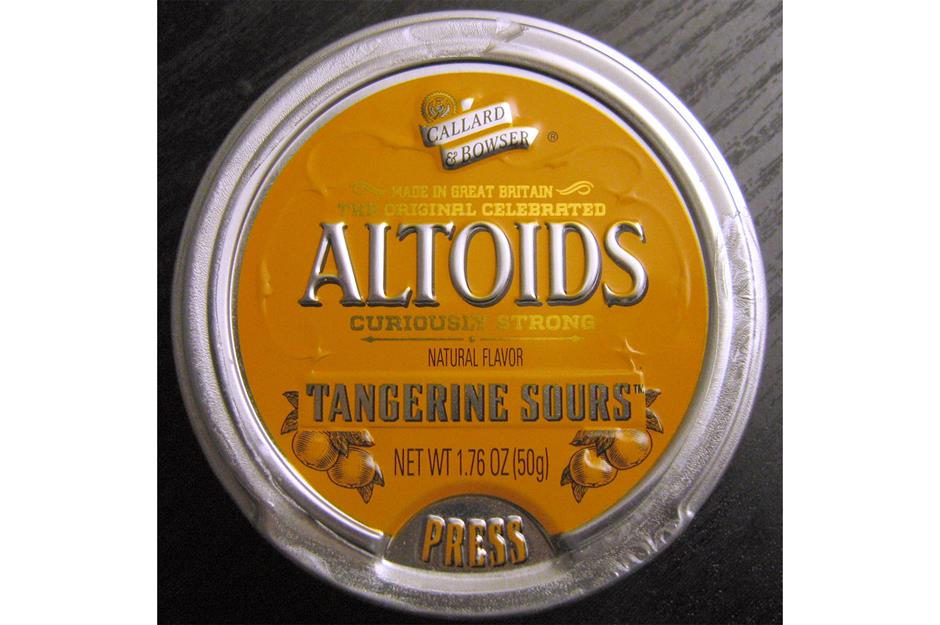 CALLARD
& BOWSER ®
MADE IN GREAT BRITAIN
THE ORIGINAL CELEBRATED
ALTOIDS
CURIOUSLY STRONG
NATURAL FLAVOR
TANGERINE SOURS™
NET WT 1.76 OZ (50g)
PRESS